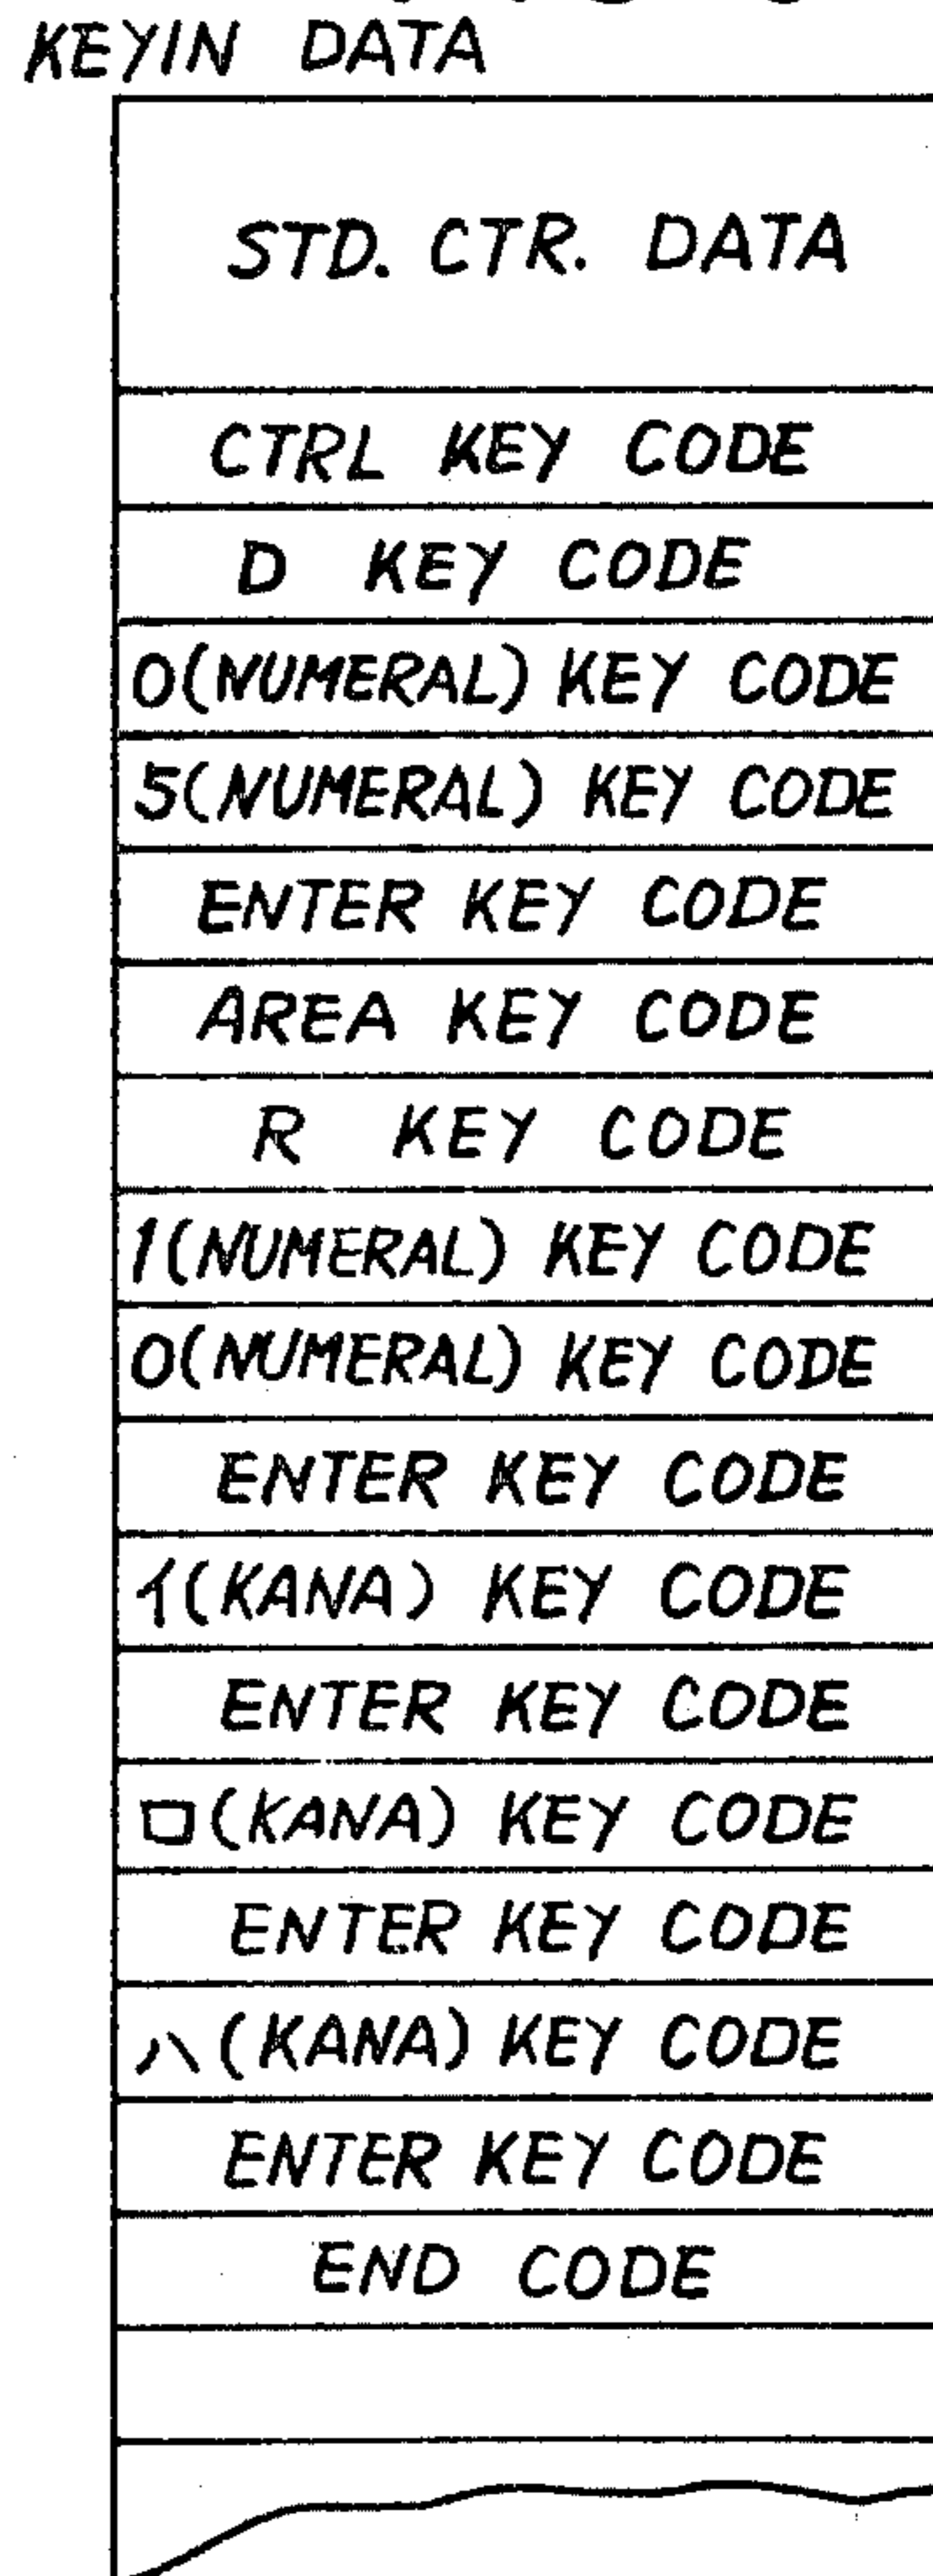 KEYIN DATA
STD. CTR. DATA
CTRL KEY CODE
D KEY CODE
0(NUMERAL) KEY CODE
5(NUMERAL) KEY CODE
ENTER KEY CODE
AREA KEY CODE
R KEY CODE
1(NUMERAL) KEY CODE
0(NUMERAL) KEY CODE
ENTER KEY CODE
イ(KANA) KEY CODE
ENTER KEY CODE
ロ(KANA) KEY CODE
ENTER KEY CODE
ハ(KANA) KEY CODE
ENTER KEY CODE
END CODE